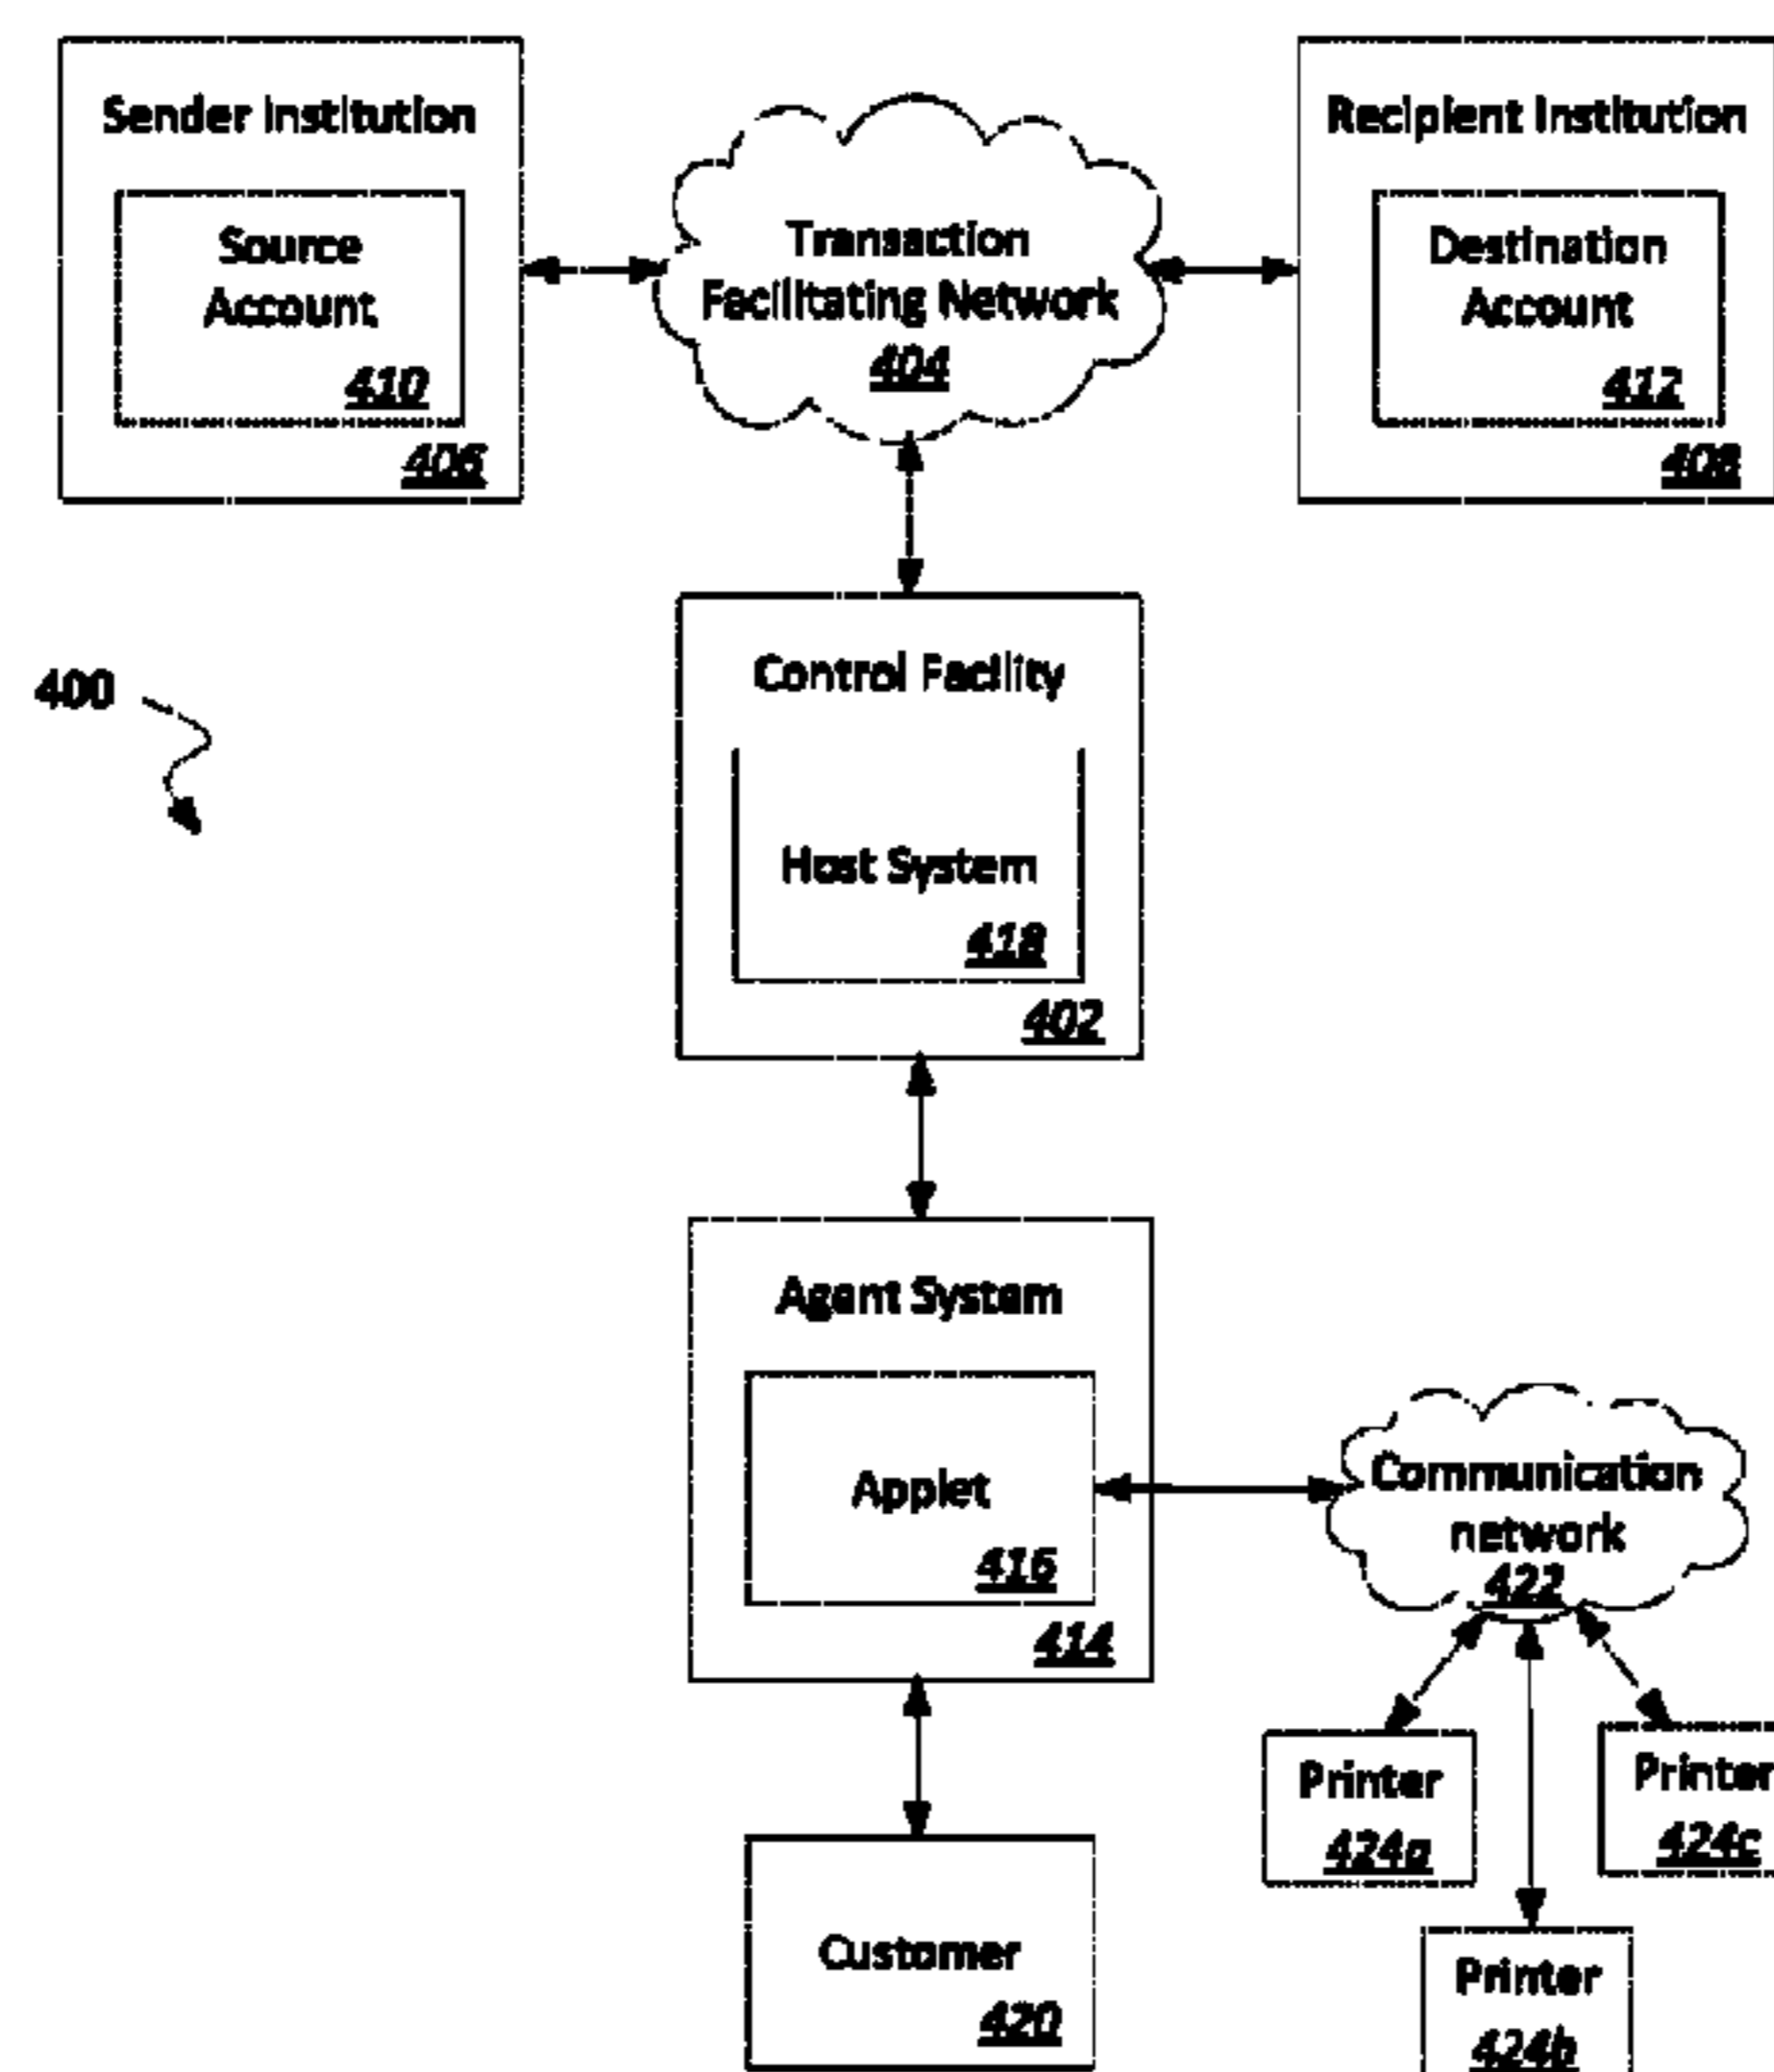 Sender Institution
Source
Account
410
406
Transaction
Facilitating Network
404
Recipient Institution
Destination
Account
412
408
400
Control Facility
Host System
418
402
Agent System
Applet
416
414
Communication
network
422
Printer
424a
Printer
424c
Printer
424b
Customer
420